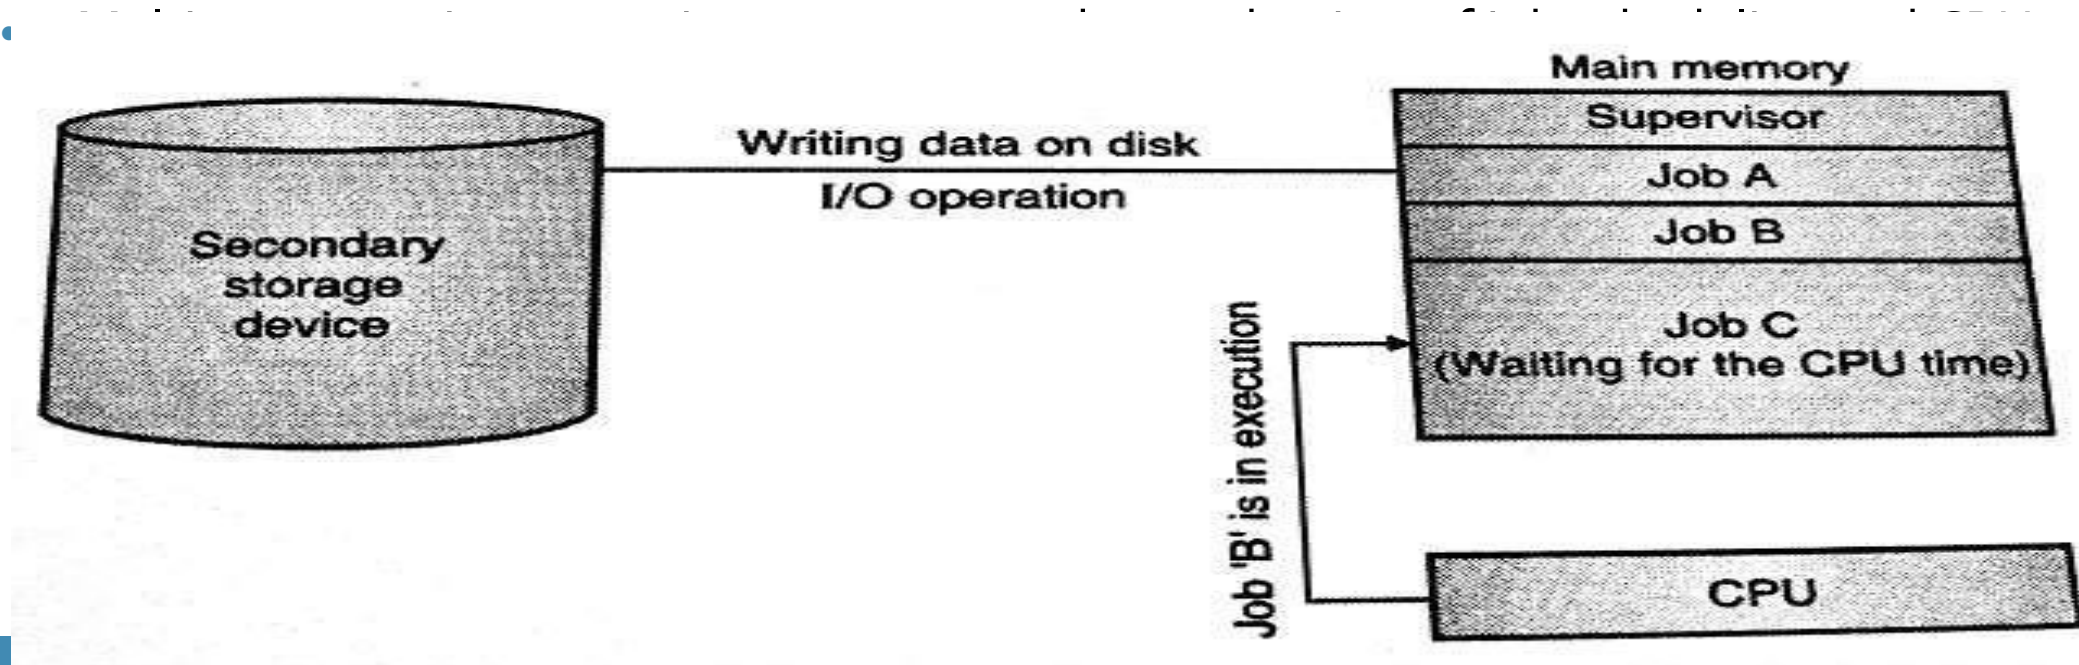 Main memory
Supervisor
Writing data on disk
Job A
I/O operation
Job B
Secondary
storage
device
Job C
(Waiting for the CPU time)
Job 'B' is in execution
CPU